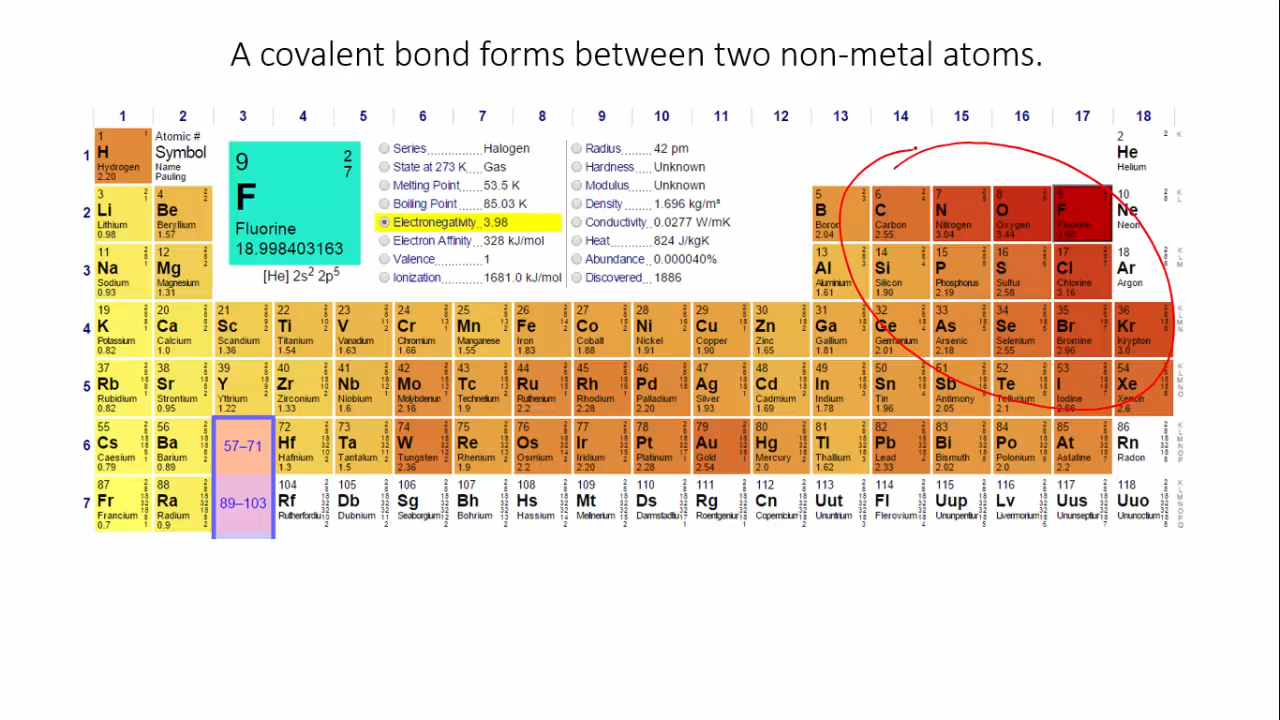 A covalent bond forms between two non-metal atoms.
1 2 3 4 5 6 7 8 9 10 11 12 13 14 15 16 17 18
1
1 H Hydrogen 2.20
Atomic #
Symbol
Name
Pauling
9
2
7
F
Fluorine
18.998403163
[He] 2s² 2p⁵
Series Halogen
State at 273 K Gas
Melting Point 53.5 K
Boiling Point 85.03 K
Electronegativity 3.98
Electron Affinity 328 kJ/mol
Valence 1
Ionization 1681.0 kJ/mol
Radius 42 pm
Hardness Unknown
Modulus Unknown
Density 1.696 kg/m³
Conductivity 0.0277 W/mK
Heat 824 J/kgK
Abundance 0.000040%
Discovered 1886
2 He Helium
2
3 Li Lithium 0.98
4 Be Beryllium 1.57
5 B Boron 2.04
6 C Carbon 2.55
7 N Nitrogen 3.04
8 O Oxygen 3.44
9 F Fluorine 3.98
10 Ne Neon
3
11 Na Sodium 0.93
12 Mg Magnesium 1.31
13 Al Aluminium 1.61
14 Si Silicon 1.90
15 P Phosphorus 2.19
16 S Sulfur 2.58
17 Cl Chlorine 3.16
18 Ar Argon
4
19 K Potassium 0.82
20 Ca Calcium 1.0
21 Sc Scandium 1.36
22 Ti Titanium 1.54
23 V Vanadium 1.63
24 Cr Chromium 1.66
25 Mn Manganese 1.55
26 Fe Iron 1.83
27 Co Cobalt 1.88
28 Ni Nickel 1.91
29 Cu Copper 1.90
30 Zn Zinc 1.65
31 Ga Gallium 1.81
32 Ge Germanium 2.01
33 As Arsenic 2.18
34 Se Selenium 2.55
35 Br Bromine 2.96
36 Kr Krypton 3.0
5
37 Rb Rubidium 0.82
38 Sr Strontium 0.95
39 Y Yttrium 1.22
40 Zr Zirconium 1.33
41 Nb Niobium 1.6
42 Mo Molybdenum 2.16
43 Tc Technetium 1.9
44 Ru Ruthenium 2.2
45 Rh Rhodium 2.28
46 Pd Palladium 2.20
47 Ag Silver 1.93
48 Cd Cadmium 1.69
49 In Indium 1.78
50 Sn Tin 1.96
51 Sb Antimony 2.05
52 Te Tellurium 2.1
53 I Iodine 2.66
54 Xe Xenon 2.6
6
55 Cs Caesium 0.79
56 Ba Barium 0.89
57–71
72 Hf Hafnium 1.3
73 Ta Tantalum 1.5
74 W Tungsten 2.36
75 Re Rhenium 1.9
76 Os Osmium 2.2
77 Ir Iridium 2.20
78 Pt Platinum 2.28
79 Au Gold 2.54
80 Hg Mercury 2.0
81 Tl Thallium 1.62
82 Pb Lead 2.33
83 Bi Bismuth 2.02
84 Po Polonium 2.0
85 At Astatine 2.2
86 Rn Radon
7
87 Fr Francium 0.7
88 Ra Radium 0.9
89–103
104 Rf
105 Db Dubnium
106 Sg
107 Bh Bohrium
108 Hs Hassium
109 Mt
110 Ds
111 Rg
112 Cn
113 Uut Ununtrium
114 Fl Flerovium
115 Uup
116 Lv
117 Uus
118 Uuo